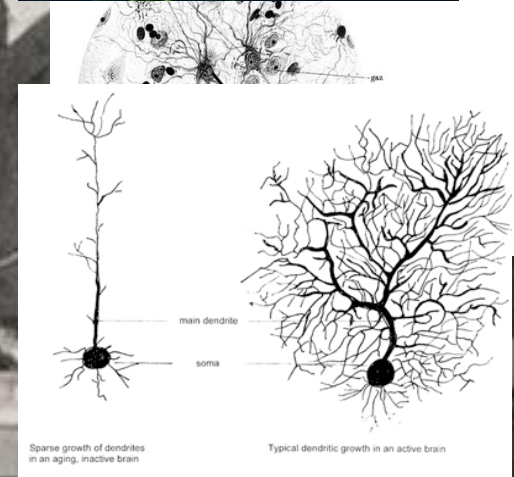 gaz
main dendrite
soma
Sparse growth of dendrites
in an aging, inactive brain
Typical dendritic growth in an active brain